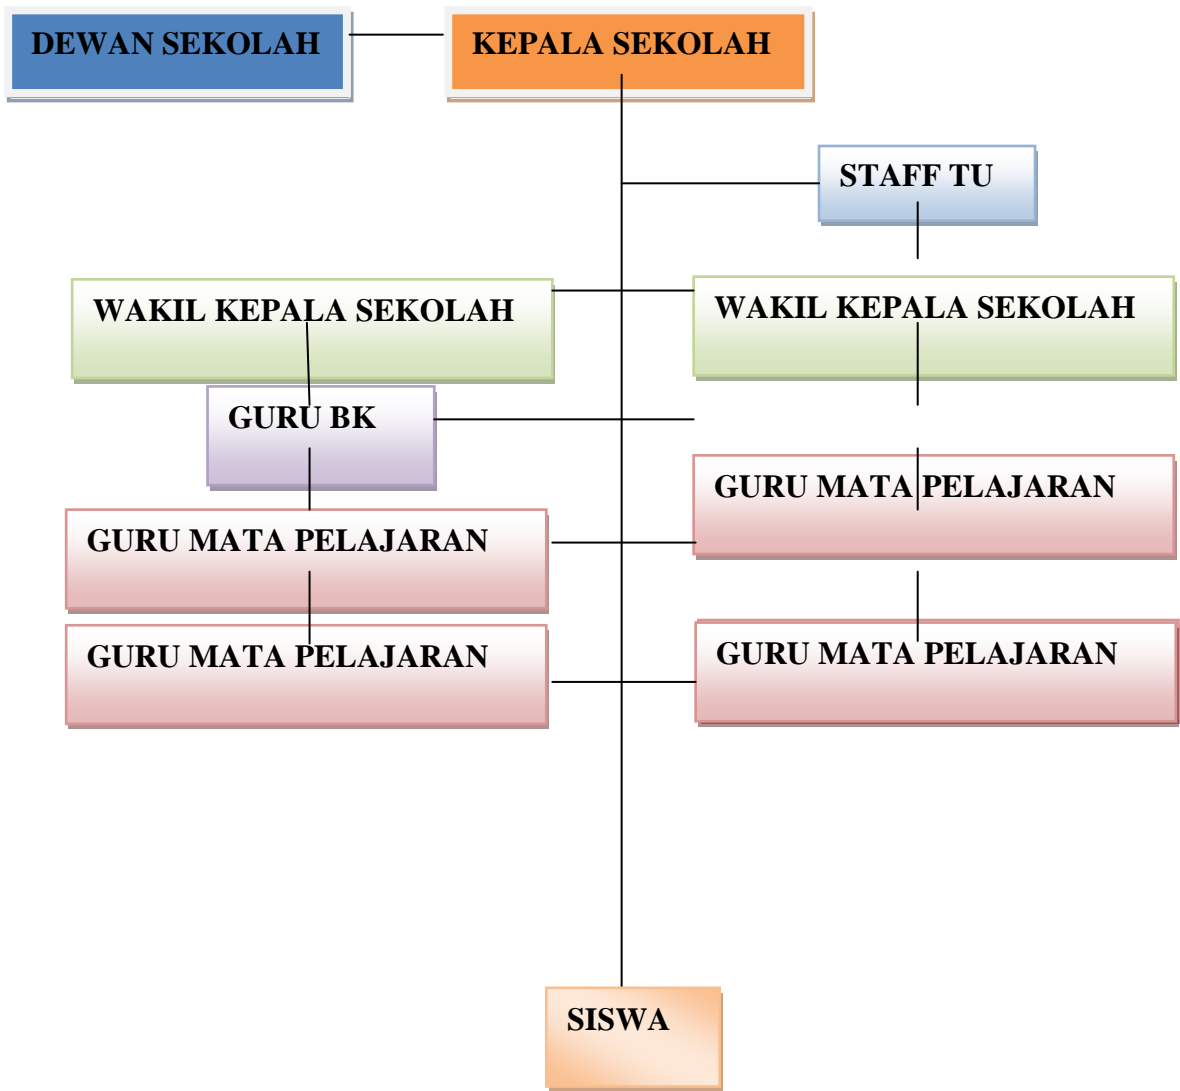 DEWAN SEKOLAH
KEPALA SEKOLAH
STAFF TU
WAKIL KEPALA SEKOLAH
WAKIL KEPALA SEKOLAH
GURU BK
GURU MATA PELAJARAN
GURU MATA PELAJARAN
GURU MATA PELAJARAN
GURU MATA PELAJARAN
SISWA